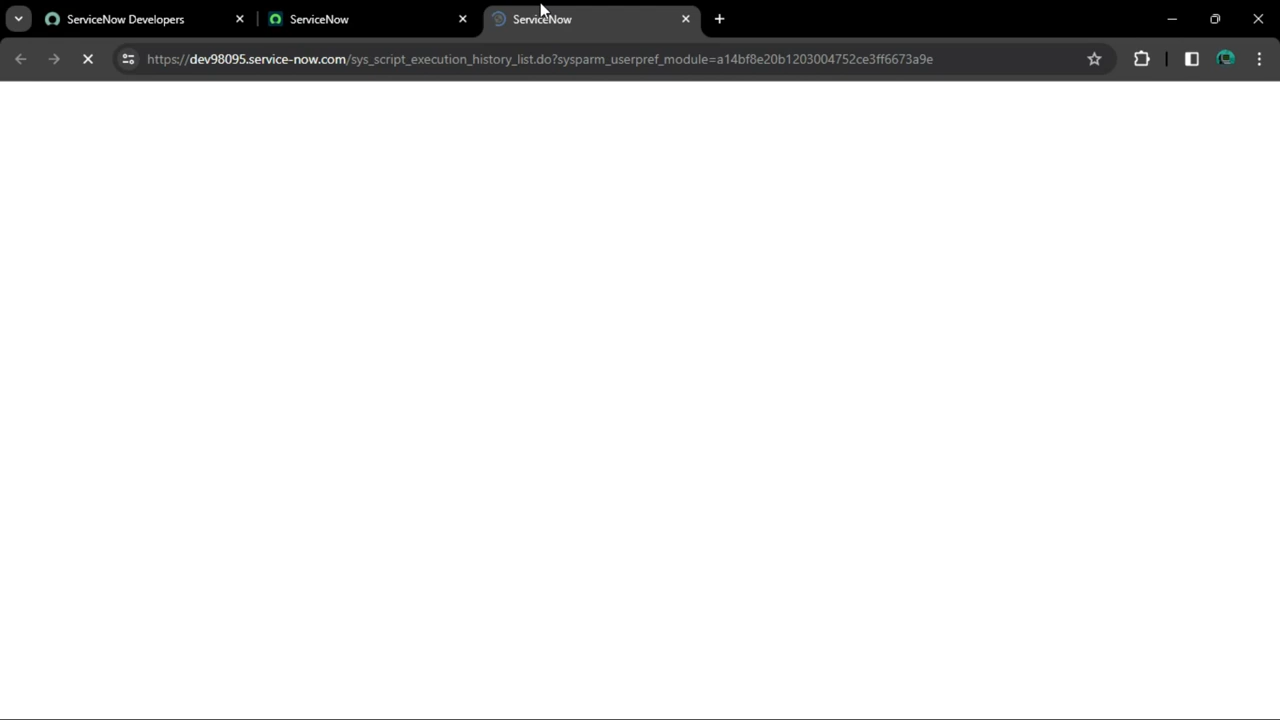 ServiceNow Developers
ServiceNow
ServiceNow
https://dev98095.service-now.com/sys_script_execution_history_list.do?sysparm_userpref_module=a14bf8e20b1203004752ce3ff6673a9e